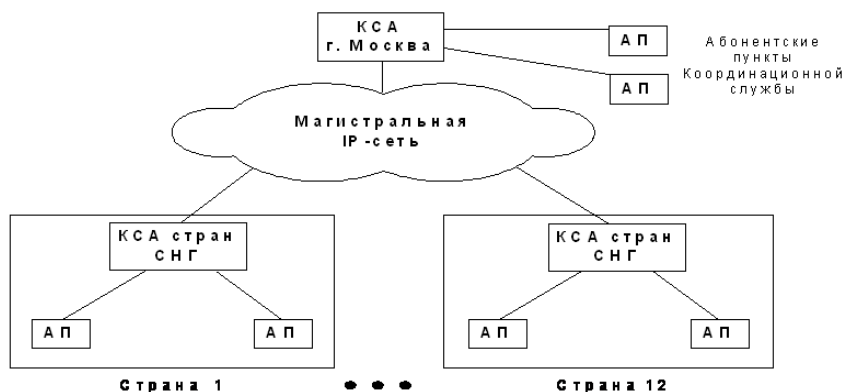 КСА
г. Москва
АП
АП
Абонентские
пункты
Координационной
службы
Магистральная
IP-сеть
КСА стран
СНГ
АП
АП
Страна 1
КСА стран
СНГ
АП
АП
Страна 12